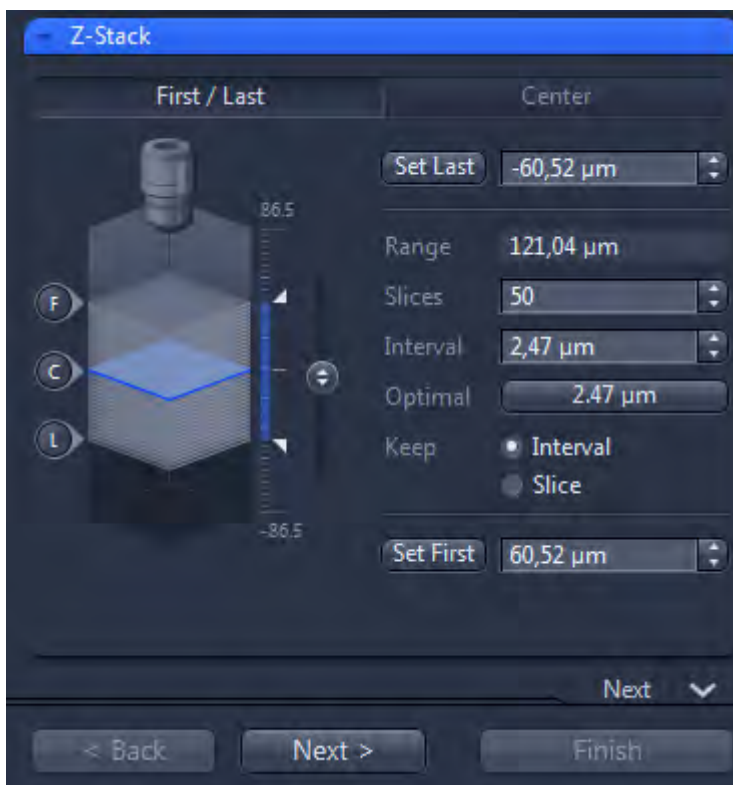 Z-Stack
First / Last
Center
Set Last
-60,52 µm
86.5
Range
121,04 µm
F
Slices
50
Interval
2,47 µm
C
Optimal
2.47 µm
L
Keep
Interval
Slice
-86.5
Set First
60,52 µm
Next
< Back
Next >
Finish